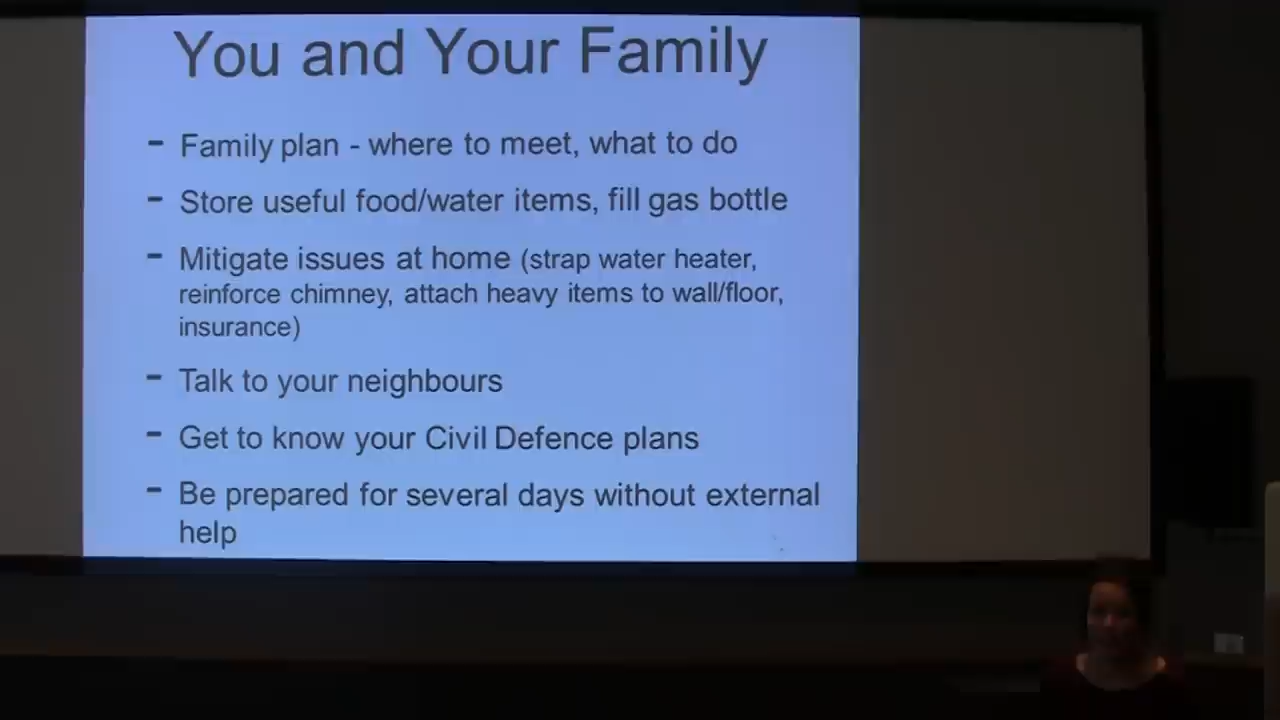 You and Your Family
- Family plan - where to meet, what to do
- Store useful food/water items, fill gas bottle
- Mitigate issues at home (strap water heater,
reinforce chimney, attach heavy items to wall/floor,
insurance)
- Talk to your neighbours
- Get to know your Civil Defence plans
- Be prepared for several days without external
help